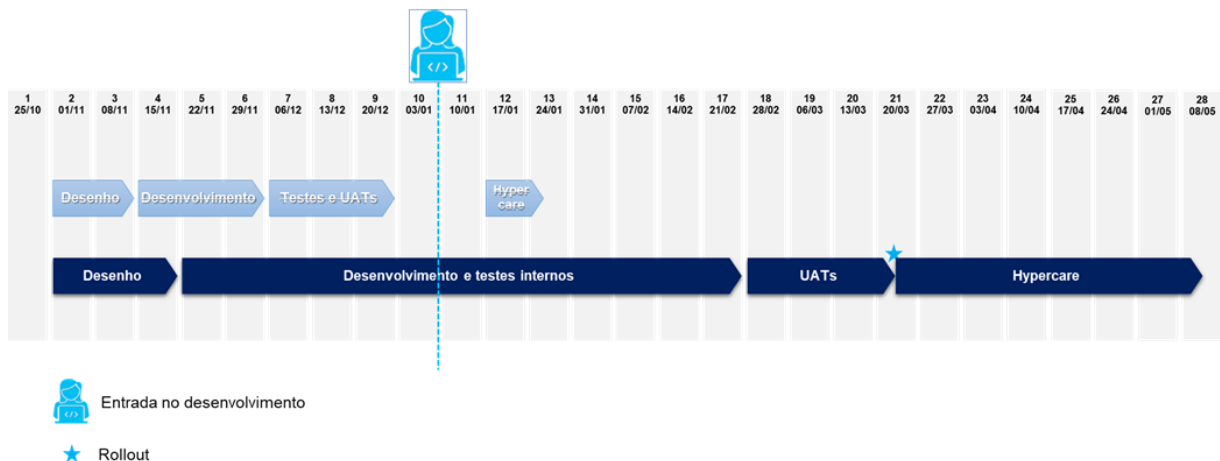 </>
1 2 3 4 5 6 7 8 9 10 11 12 13 14 15 16 17 18 19 20 21 22 23 24 25 26 27 28
25/10 01/11 08/11 15/11 22/11 29/11 06/12 13/12 20/12 03/01 10/01 17/01 24/01 31/01 07/02 14/02 21/02 28/02 06/03 13/03 20/03 27/03 03/04 10/04 17/04 24/04 01/05 08/05
Desenho Desenvolvimento Testes e UATs Hyper
care
Desenho Desenvolvimento e testes internos UATs Hypercare
</> Entrada no desenvolvimento
Rollout